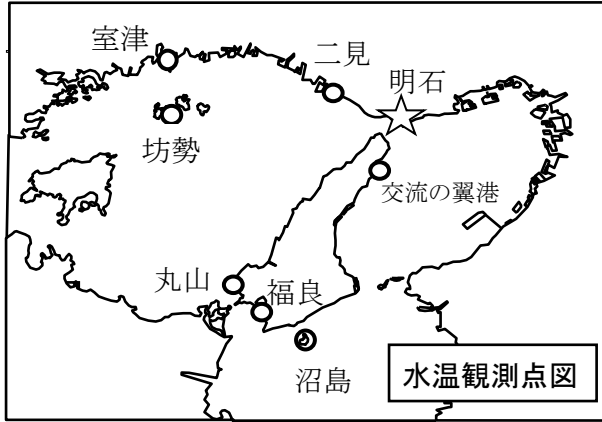 室津
二見
明石
坊勢
交流の翼港
丸山
福良
沼島
水温観測点図